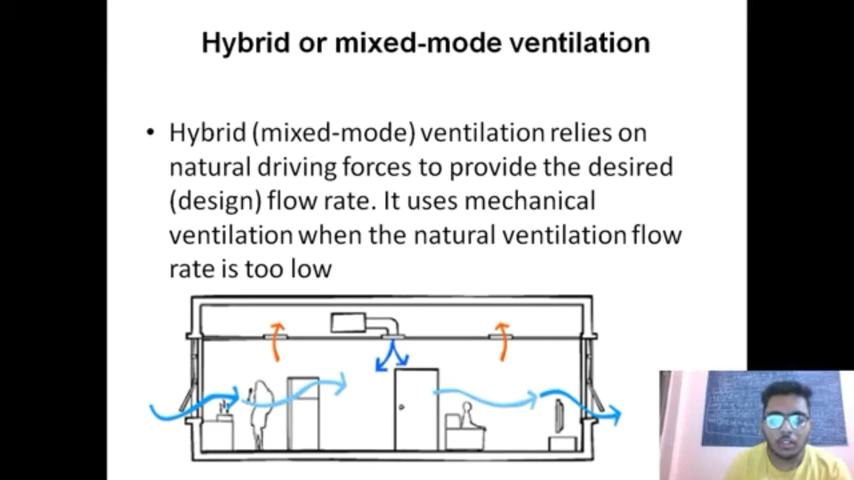 Hybrid or mixed-mode ventilation
• Hybrid (mixed-mode) ventilation relies on
natural driving forces to provide the desired
(design) flow rate. It uses mechanical
ventilation when the natural ventilation flow
rate is too low